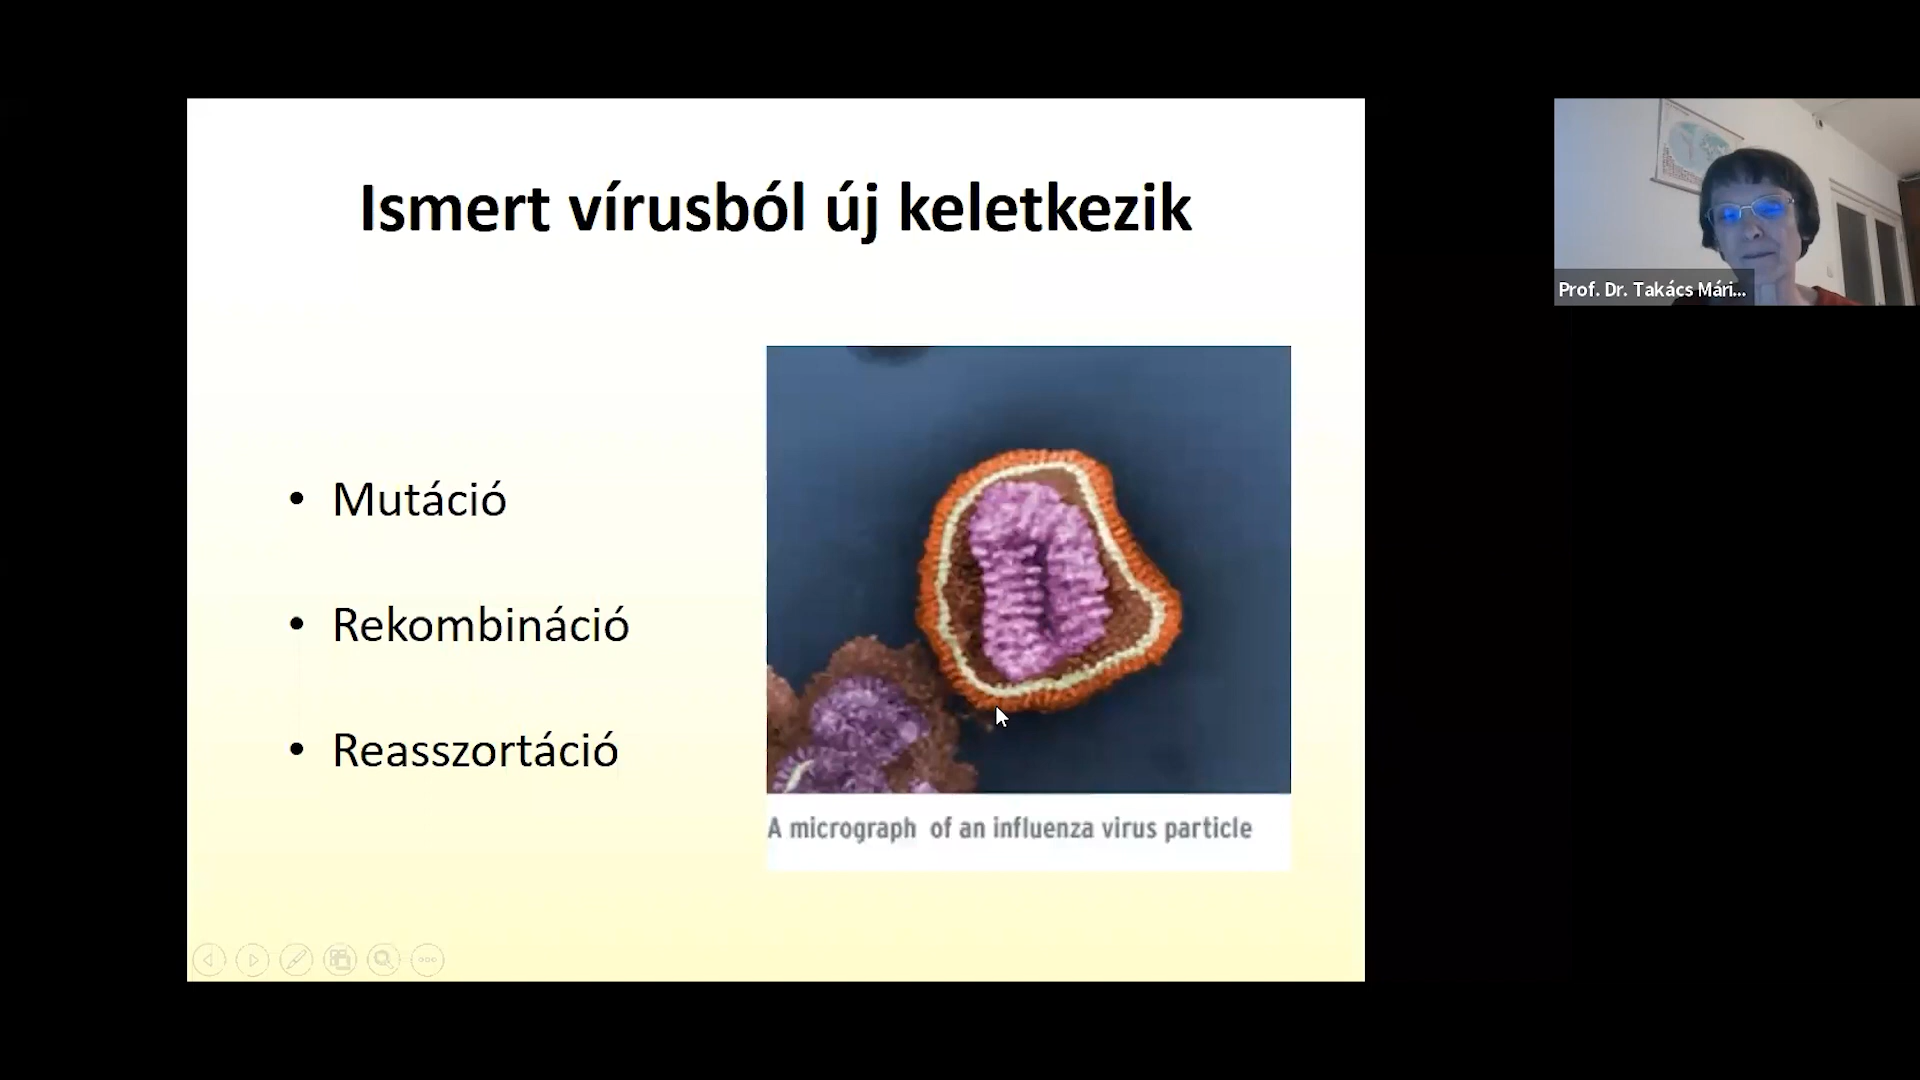 Ismert vírusból új keletkezik
• Mutáció
• Rekombináció
• Reasszortáció
A micrograph of an influenza virus particle
Prof. Dr. Takács Mári...